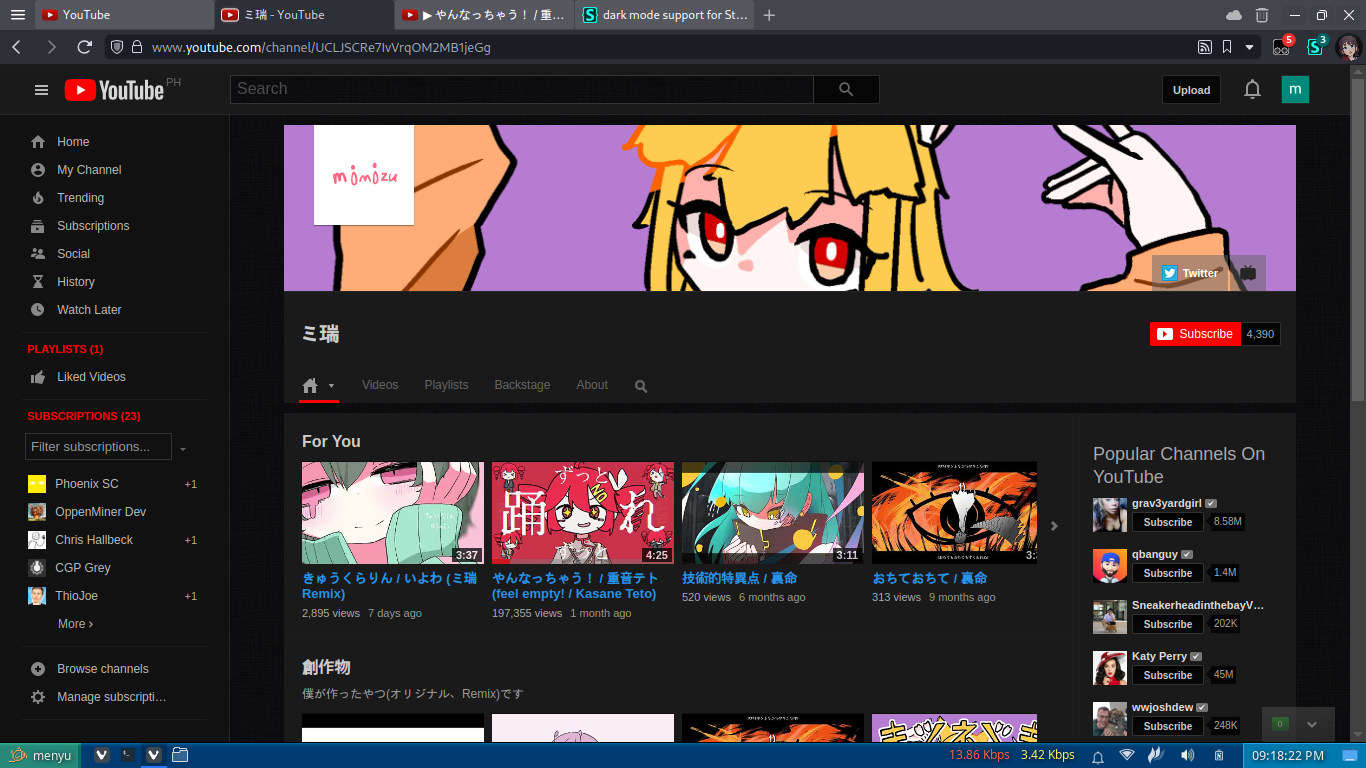 YouTube
ミ瑞 - YouTube
▶ やんなっちゃう！ / 重…
dark mode support for St…
www.youtube.com/channel/UCLJSCRe7IvVrqOM2MB1jeGg
5
3
YouTube PH
Search
Upload
m
Home
My Channel
Trending
Subscriptions
Social
History
Watch Later
PLAYLISTS (1)
Liked Videos
SUBSCRIPTIONS (23)
Filter subscriptions...
Phoenix SC +1
OppenMiner Dev
Chris Hallbeck +1
CGP Grey
ThioJoe +1
More ›
Browse channels
Manage subscripti…
mimizu
Twitter
ミ瑞
Subscribe 4,390
Videos Playlists Backstage About
For You
3:37
ずっと
NO
踊れ
4:25
3:11
きゅうくらりん / いよわ (ミ瑞 Remix)
2,895 views 7 days ago
やんなっちゃう！ / 重音テト (feel empty! / Kasane Teto)
197,355 views 1 month ago
技術的特異点 / 裏命
520 views 6 months ago
おちておちて / 裏命
313 views 9 months ago
創作物
僕が作ったやつ(オリジナル、Remix)です
Popular Channels On
YouTube
grav3yardgirl
Subscribe 8.58M
qbanguy
Subscribe 1.4M
SneakerheadinthebayV…
Subscribe 202K
Katy Perry
Subscribe 45M
wwjoshdew
Subscribe 248K
0
menyu
13.86 Kbps 3.42 Kbps
09:18:22 PM